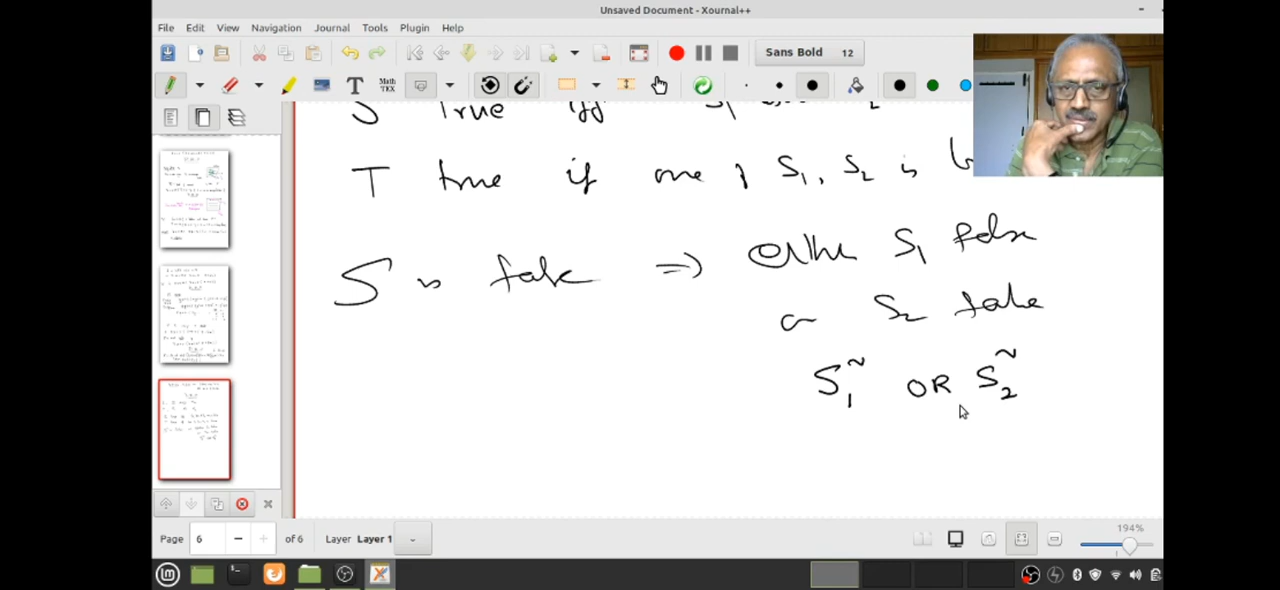 Unsaved Document - Xournal++
File Edit View Navigation Journal Tools Plugin Help
Sans Bold 12
S True iff S1
T true if one of S1, S2 is
S is false => either S1 false
or S2 false
S1~ OR S2~
Page 6 of 6 Layer Layer 1
194%